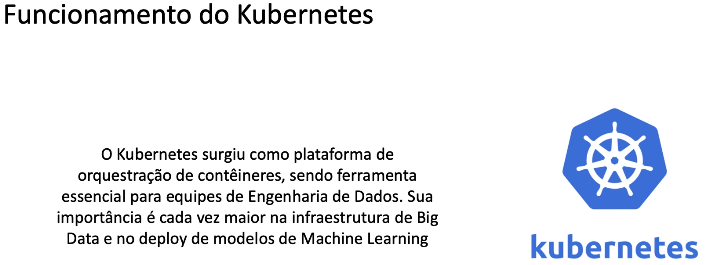 Funcionamento do Kubernetes
O Kubernetes surgiu como plataforma de
orquestração de contêineres, sendo ferramenta
essencial para equipes de Engenharia de Dados. Sua
importância é cada vez maior na infraestrutura de Big
Data e no deploy de modelos de Machine Learning
kubernetes